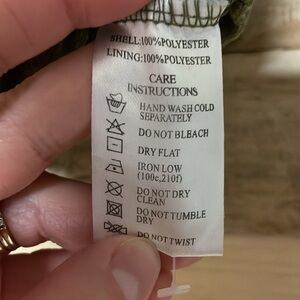 SHELL:100%POLYESTER
LINING:100%POLYESTER
CARE
INSTRUCTIONS
HAND WASH COLD
SEPARATELY
DO NOT BLEACH
DRY FLAT
IRON LOW
(100c,210f)
DO NOT DRY
CLEAN
DO NOT TUMBLE
DRY
DO NOT TWIST